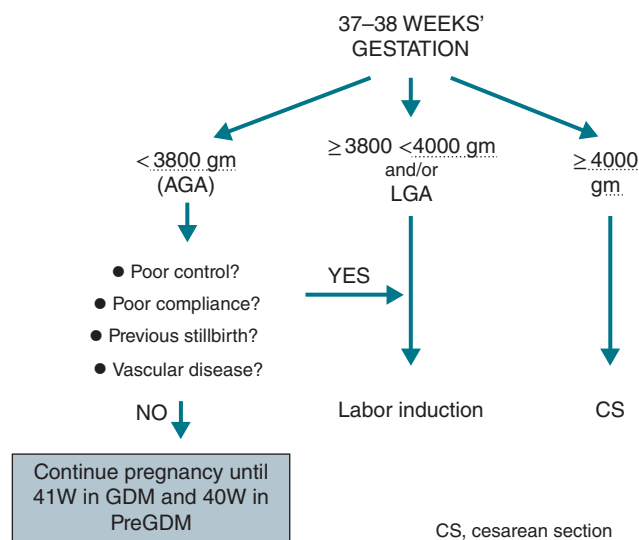 37–38 WEEKS'
GESTATION
< 3800 gm
(AGA)
≥ 3800 <4000 gm
and/or
LGA
≥ 4000
gm
● Poor control?
● Poor compliance?
● Previous stillbirth?
● Vascular disease?
YES
NO
Labor induction
CS
Continue pregnancy until
41W in GDM and 40W in
PreGDM
CS, cesarean section